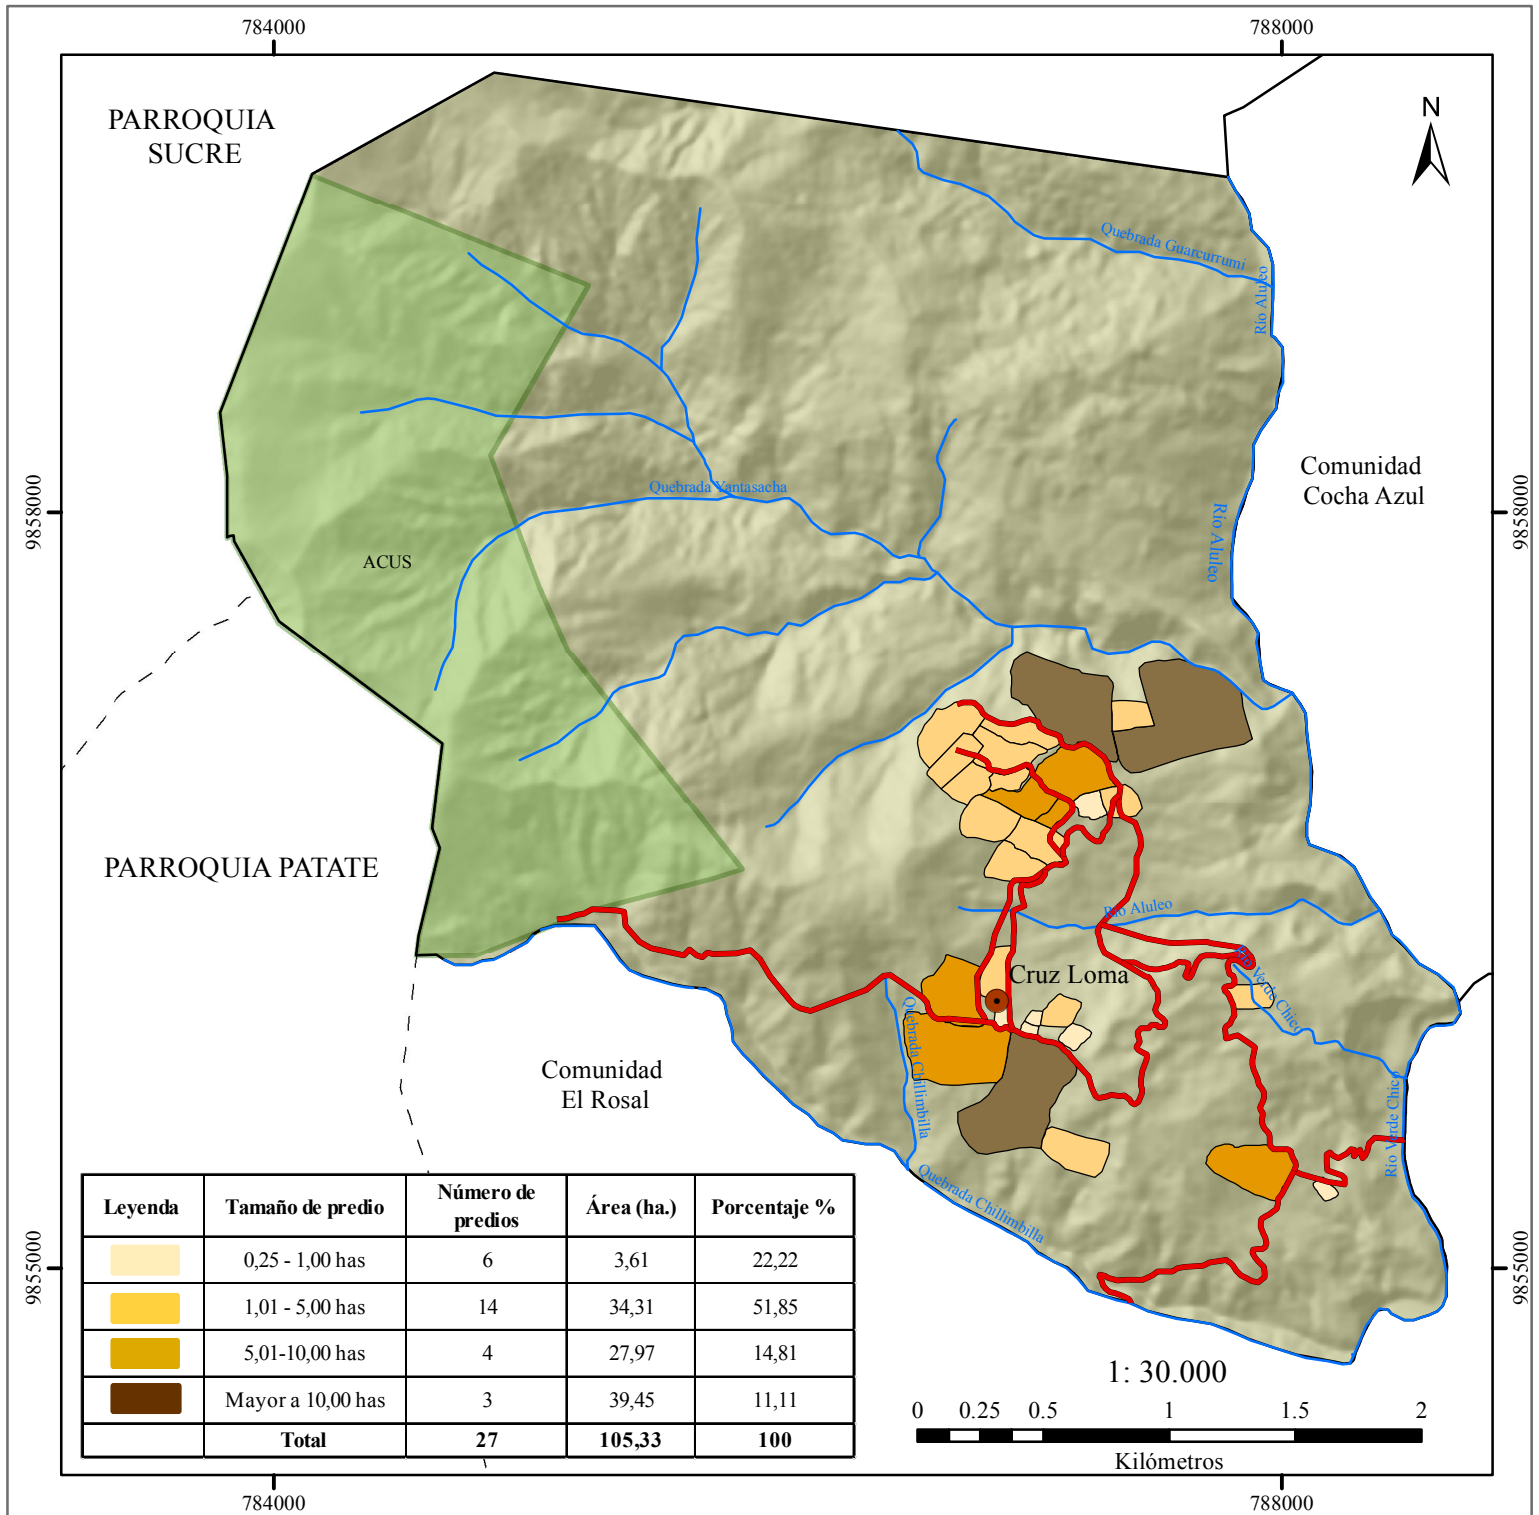 784000
788000
PARROQUIA
SUCRE
N
Quebrada Guarcurrumi
Río Aluleo
Comunidad
Cocha Azul
9858000
9858000
Quebrada Yantasacha
Río Aluleo
ACUS
PARROQUIA PATATE
Río Aluleo
Cruz Loma
Río Verde Chico
Quebrada Chillimbilla
Comunidad
El Rosal
Río Verde Chico
Quebrada Chillimbilla
Leyenda
Tamaño de predio
Número de
predios
Área (ha.)
Porcentaje %
0,25 - 1,00 has 6 3,61 22,22
1,01 - 5,00 has 14 34,31 51,85
5,01-10,00 has 4 27,97 14,81
Mayor a 10,00 has 3 39,45 11,11
Total 27 105,33 100
9855000
9855000
1: 30.000
0 0.25 0.5 1 1.5 2
Kilómetros
784000
788000